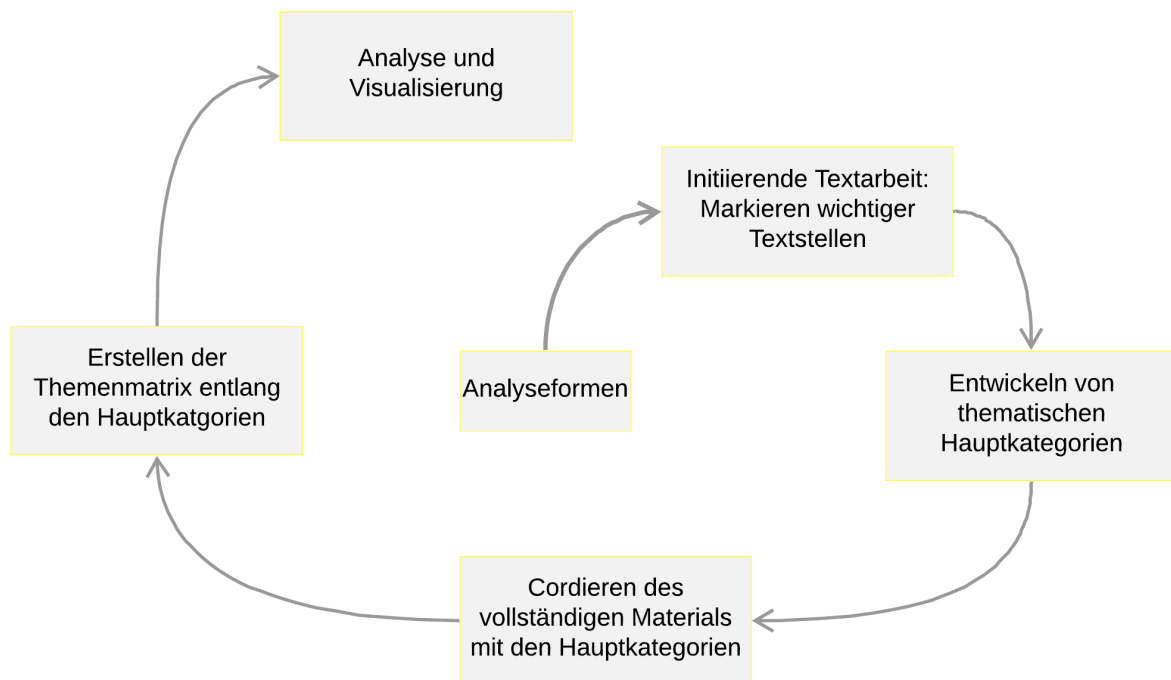 Analyse und
Visualisierung
Initiierende Textarbeit:
Markieren wichtiger
Textstellen
Erstellen der
Themenmatrix entlang
den Hauptkatgorien
Analyseformen
Entwickeln von
thematischen
Hauptkategorien
Cordieren des
vollständigen Materials
mit den Hauptkategorien